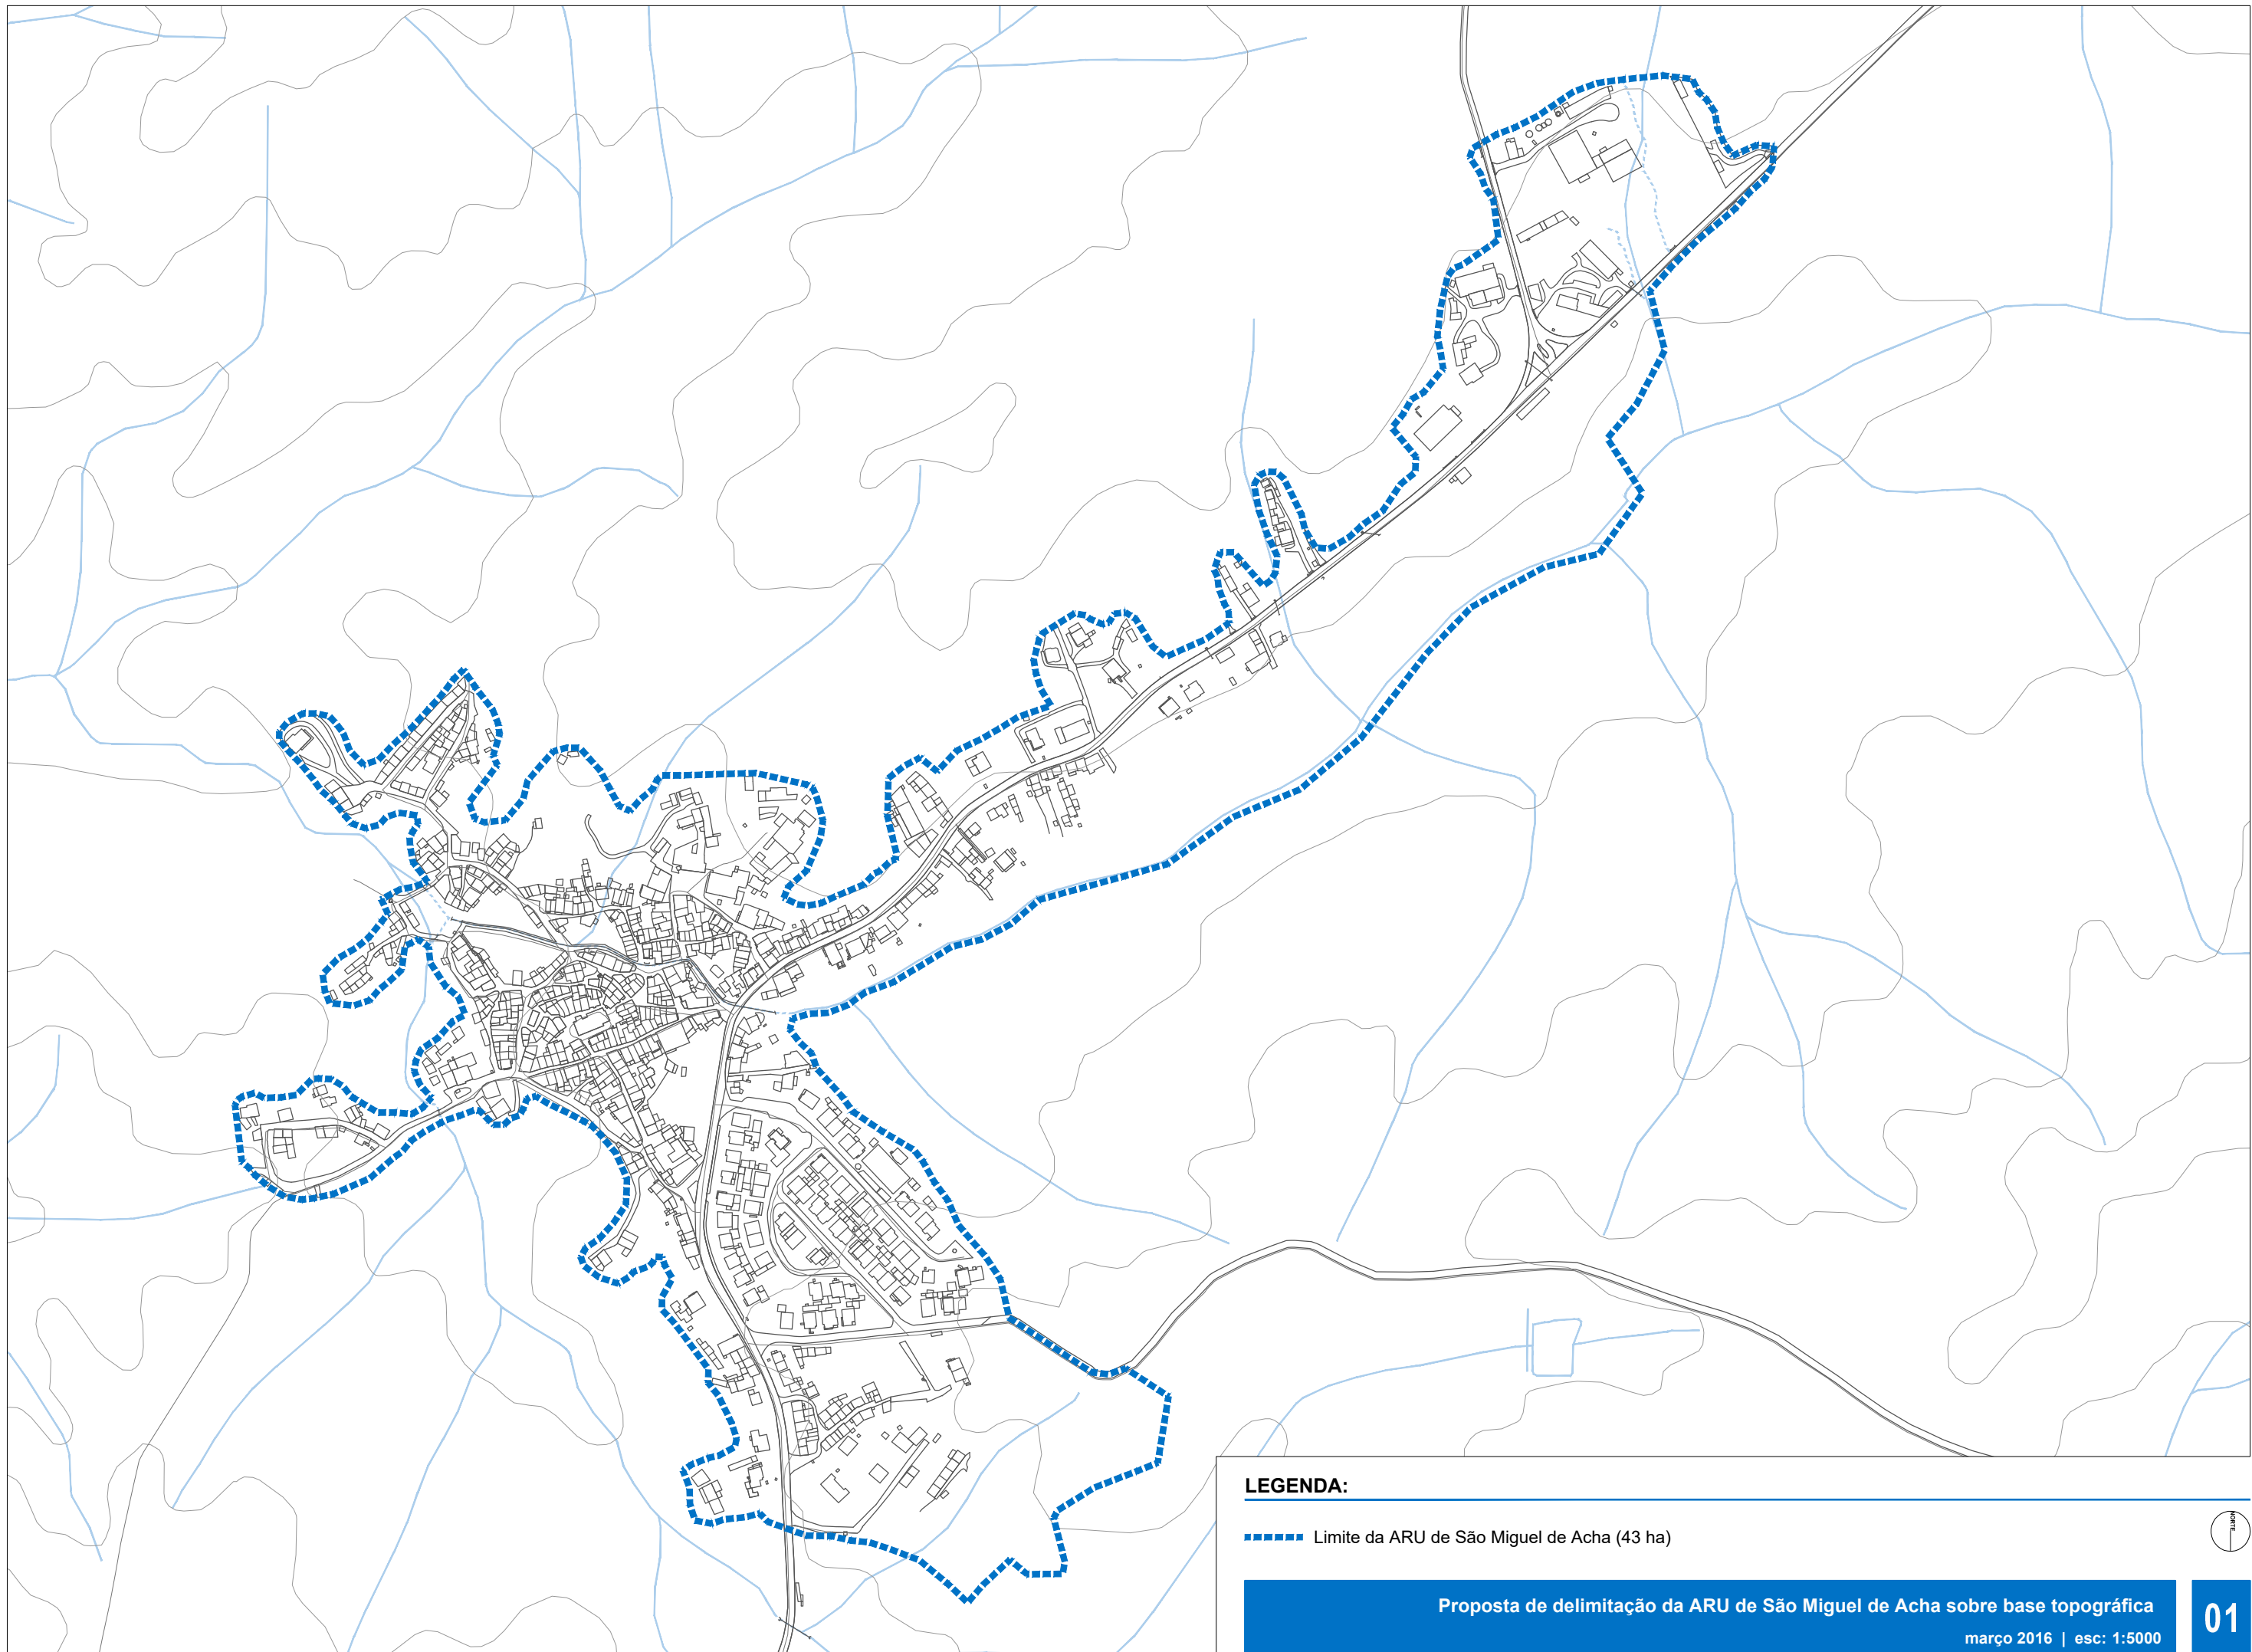 LEGENDA:
Limite da ARU de São Miguel de Acha (43 ha)
NORTE
Proposta de delimitação da ARU de São Miguel de Acha sobre base topográfica
março 2016 | esc: 1:5000
01